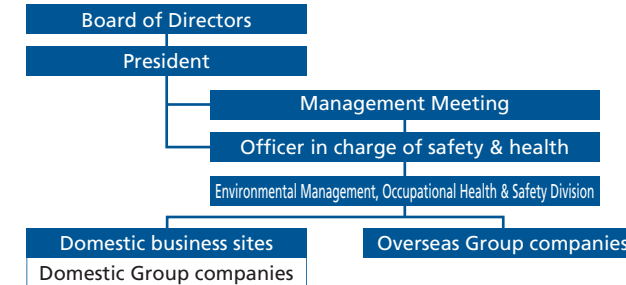 Board of Directors
President
Management Meeting
Officer in charge of safety & health
Environmental Management, Occupational Health & Safety Division
Domestic business sites
Overseas Group companies
Domestic Group companies